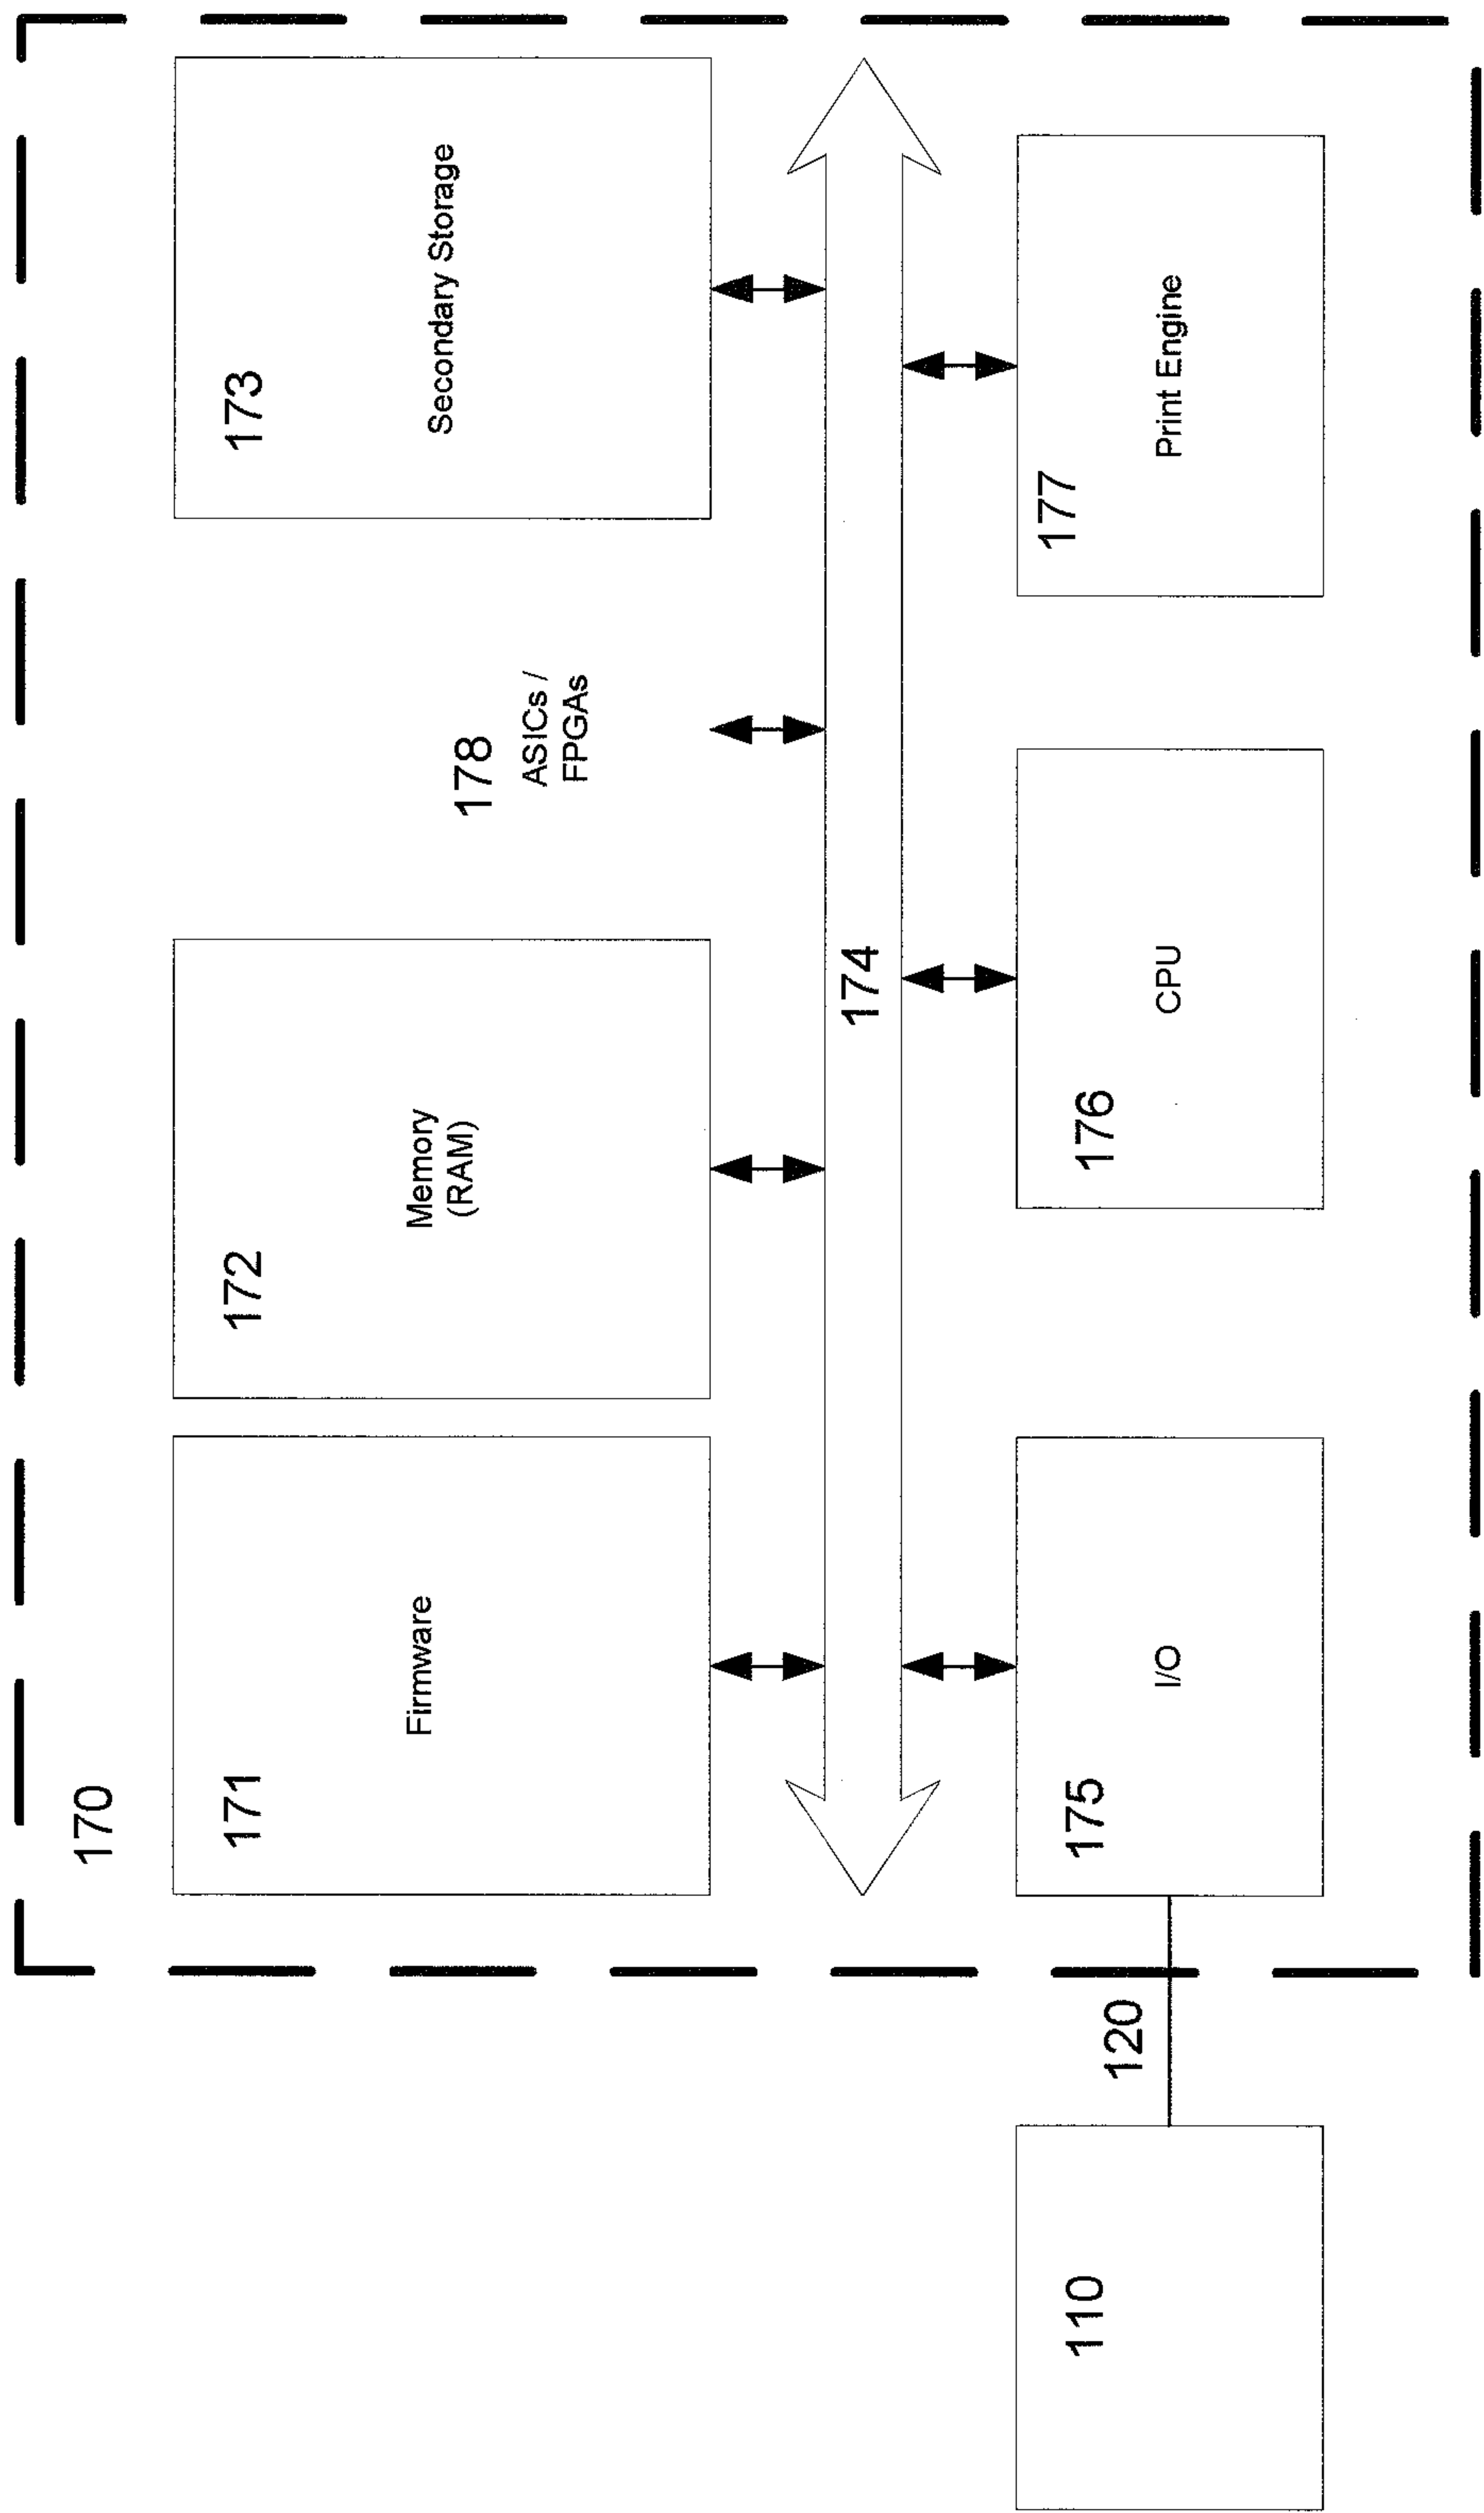 170
171
Firmware
172
Memory
(RAM)
178
ASICs /
FPGAs
173
Secondary Storage
174
110
120
175
I/O
176
CPU
177
Print Engine